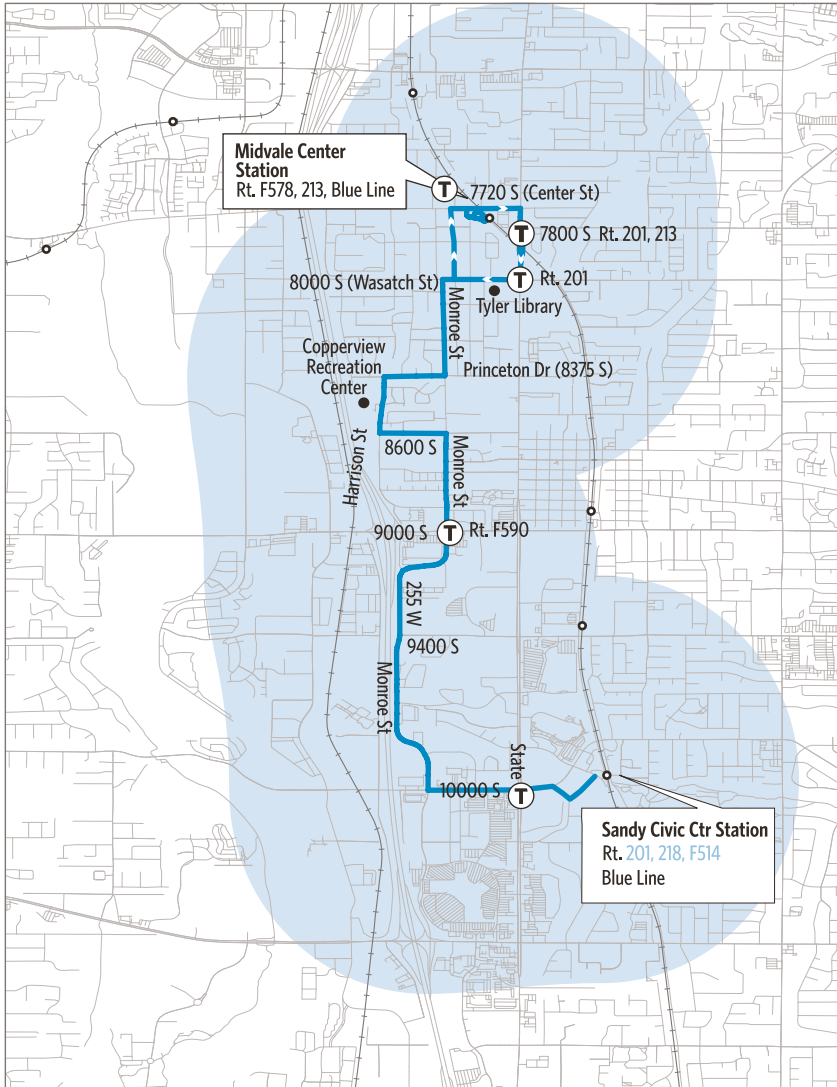 Midvale Center
Station
Rt. F578, 213, Blue Line
T
7720 S (Center St)
T
7800 S Rt. 201, 213
8000 S (Wasatch St)
T
Rt. 201
Monroe St
Tyler Library
Copperview
Recreation
Center
Princeton Dr (8375 S)
Harrison St
8600 S
Monroe St
9000 S
T
Rt. F590
255 W
9400 S
Monroe St
State
10000 S
T
Sandy Civic Ctr Station
Rt. 201, 218, F514
Blue Line